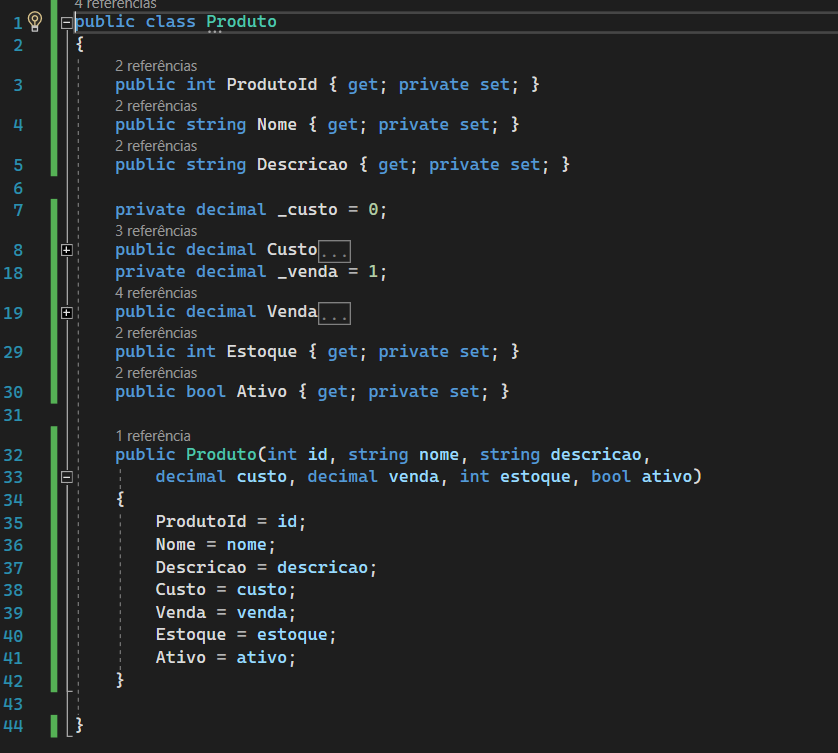 4 referências
1 public class Produto
2 {
2 referências
3 public int ProdutoId { get; private set; }
2 referências
4 public string Nome { get; private set; }
2 referências
5 public string Descricao { get; private set; }
6
7 private decimal _custo = 0;
3 referências
8 public decimal Custo...
18 private decimal _venda = 1;
4 referências
19 public decimal Venda...
2 referências
29 public int Estoque { get; private set; }
2 referências
30 public bool Ativo { get; private set; }
31
1 referência
32 public Produto(int id, string nome, string descricao,
33 decimal custo, decimal venda, int estoque, bool ativo)
34 {
35 ProdutoId = id;
36 Nome = nome;
37 Descricao = descricao;
38 Custo = custo;
39 Venda = venda;
40 Estoque = estoque;
41 Ativo = ativo;
42 }
43
44 }